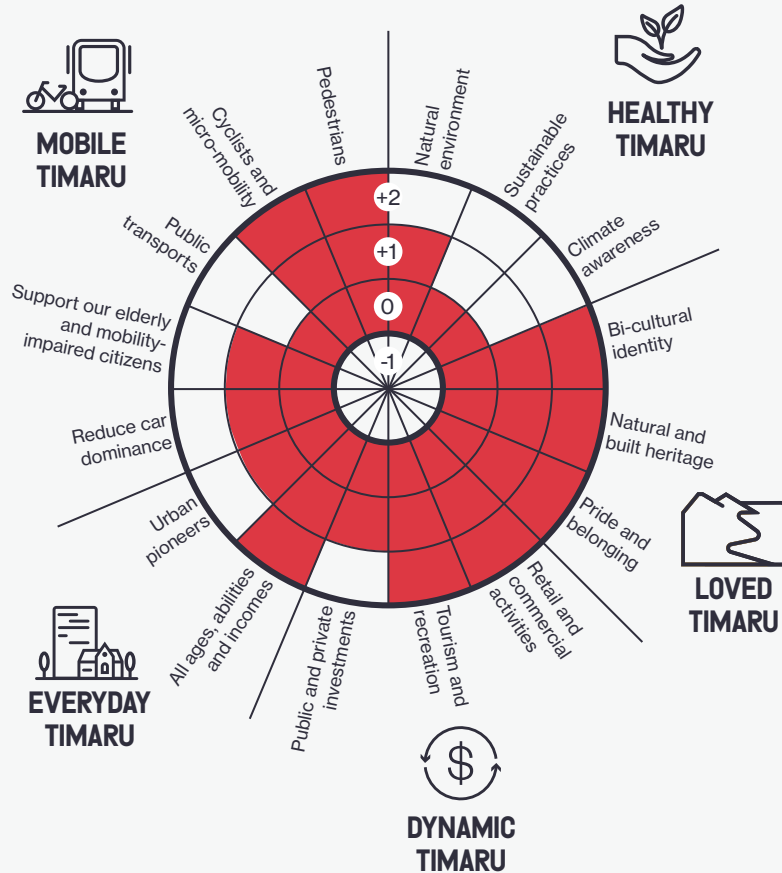 MOBILE
TIMARU
Cyclists and
micro-mobility
Pedestrians
Natural
environment
Sustainable
practices
Climate
awareness
HEALTHY
TIMARU
Public
transports
Support our elderly
and mobility-
impaired citizens
Reduce car
dominance
+2
+1
0
-1
Bi-cultural
identity
Natural and
built heritage
Pride and
belonging
LOVED
TIMARU
Urban
pioneers
All ages, abilities
and incomes
EVERYDAY
TIMARU
Public and private
investments
Tourism and
recreation
Retail and
commercial
activities
$
DYNAMIC
TIMARU